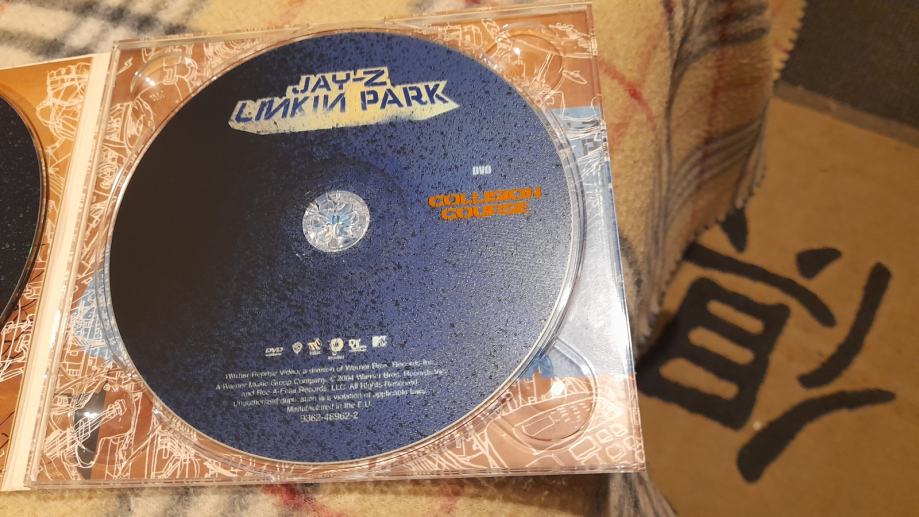 JAY-Z
LINKIN PARK
DVD
COLLISION
COURSE
DVD
Warner Reprise Video, a division of Warner Bros. Records Inc.
A Warner Music Group Company. © 2004 Warner Bros. Records Inc.
and Roc-A-Fella Records, LLC. All Rights Reserved.
Unauthorized duplication is a violation of applicable laws.
Manufactured in the E.U.
9362-48962-2